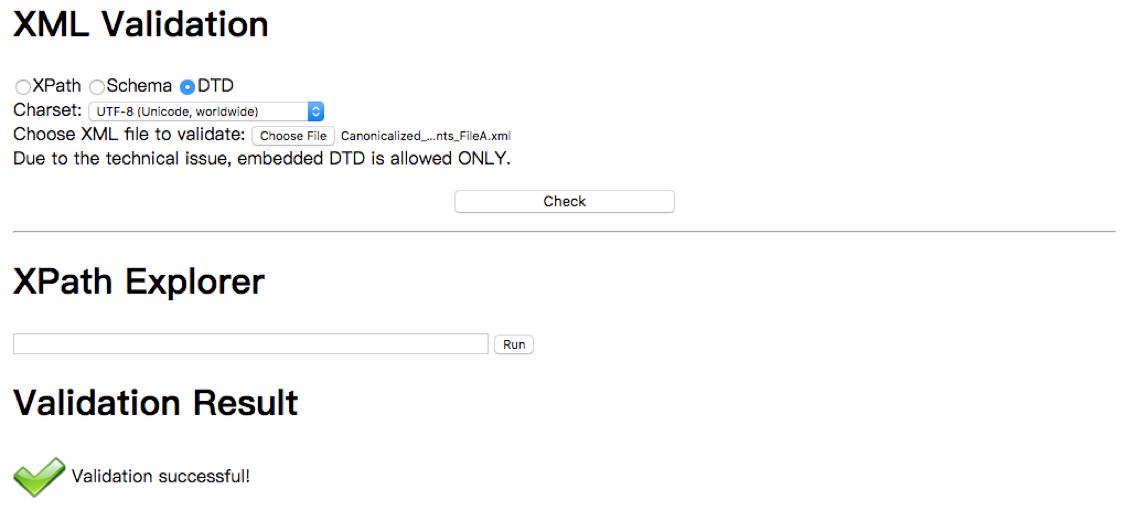 XML Validation
XPath Schema DTD
Charset: UTF-8 (Unicode, worldwide)
Choose XML file to validate: Choose File Canonicalized_...nts_FileA.xml
Due to the technical issue, embedded DTD is allowed ONLY.
Check
XPath Explorer
Run
Validation Result
Validation successful!